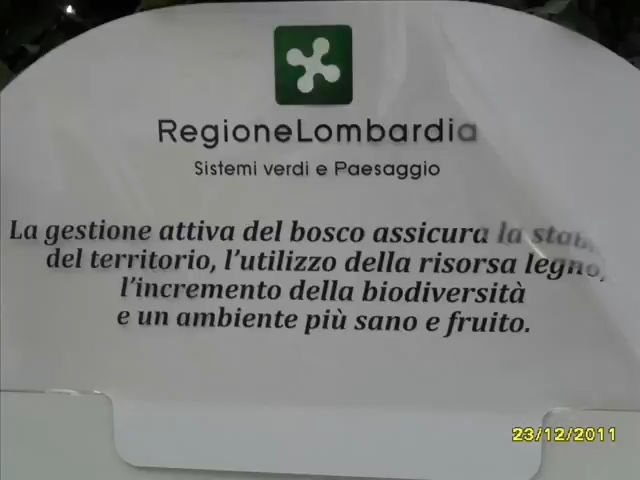 RegioneLombardia
Sistemi verdi e Paesaggio
La gestione attiva del bosco assicura la
del territorio, l'utilizzo della risorsa legno,
l'incremento della biodiversità
e un ambiente più sano e fruito.
23/12/2011